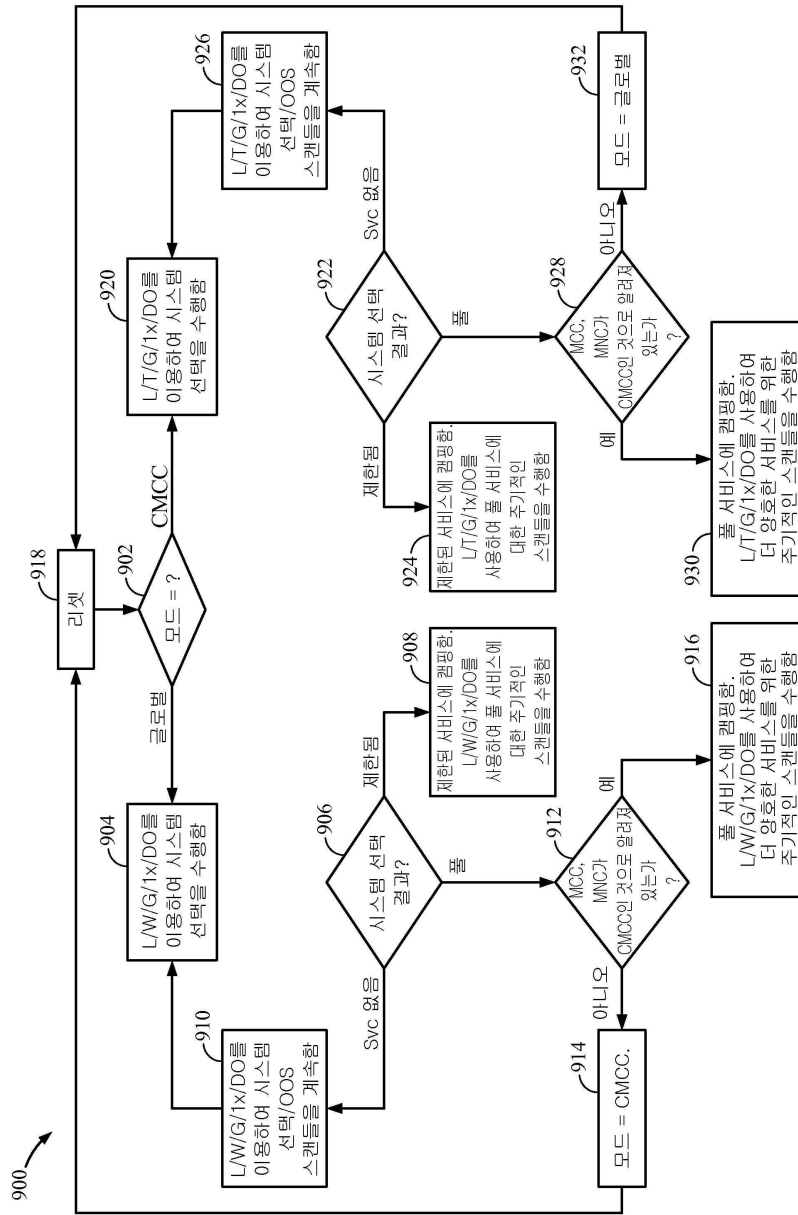 900
918
리셋
902
모드 = ?
글로벌
CMCC
904
L/W/G/1x/DO를
이용하여 시스템
선택을 수행함
910
L/W/G/1x/DO를
이용하여 시스템
선택/OOS
스캔들을 계속함
906
시스템 선택
결과?
Svc 없음
제한됨
풀
908
제한된 서비스에 캠핑함.
L/W/G/1x/DO를
사용하여 풀 서비스에
대한 주기적인
스캔들을 수행함
912
MCC,
MNC가
CMCC인 것으로 알려져
있는가
?
아니오
예
914
모드 = CMCC.
916
풀 서비스에 캠핑함.
L/W/G/1x/DO를 사용하여
더 양호한 서비스를 위한
주기적인 스캔들을 수행함
920
L/T/G/1x/DO를
이용하여 시스템
선택을 수행함
926
L/T/G/1x/DO를
이용하여 시스템
선택/OOS
스캔들을 계속함
922
시스템 선택
결과?
제한됨
Svc 없음
풀
924
제한된 서비스에 캠핑함.
L/T/G/1x/DO를
사용하여 풀 서비스에
대한 주기적인
스캔들을 수행함
928
MCC,
MNC가
CMCC인 것으로 알려져
있는가
?
예
아니오
930
풀 서비스에 캠핑함.
L/T/G/1x/DO를 사용하여
더 양호한 서비스를 위한
주기적인 스캔들을 수행함
932
모드 = 글로벌